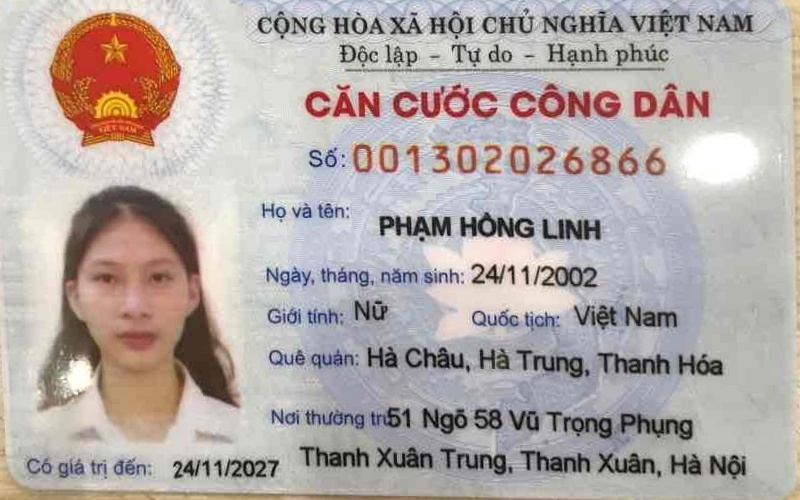 CỘNG HÒA XÃ HỘI CHỦ NGHĨA VIỆT NAM
Độc lập – Tự do – Hạnh phúc
CĂN CƯỚC CÔNG DÂN
Số: 001302026866
Họ và tên:
PHẠM HỒNG LINH
Ngày, tháng, năm sinh: 24/11/2002
Giới tính: Nữ Quốc tịch: Việt Nam
Quê quán: Hà Châu, Hà Trung, Thanh Hóa
Nơi thường trú 51 Ngõ 58 Vũ Trọng Phụng
Thanh Xuân Trung, Thanh Xuân, Hà Nội
Có giá trị đến: 24/11/2027
VIỆT NAM